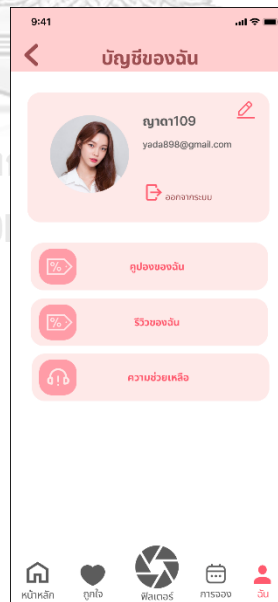 9:41
บัญชีของฉัน
ญาดา109
yada898@gmail.com
ออกจากระบบ
%
คูปองของฉัน
%
รีวิวของฉัน
ความช่วยเหลือ
หน้าหลัก
ถูกใจ
ฟิลเตอร์
การจอง
ฉัน